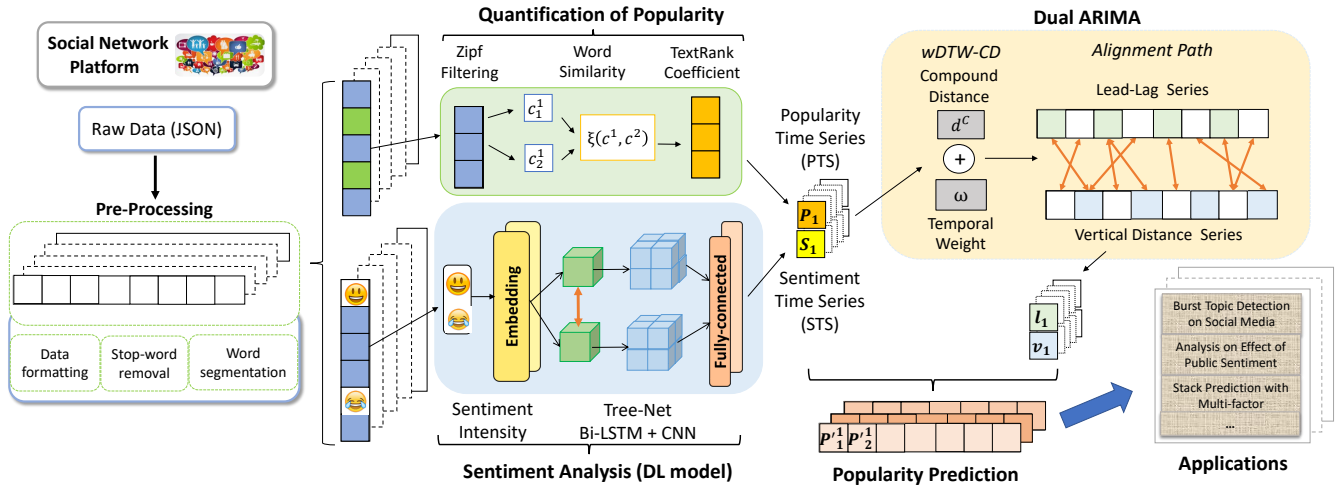 Social Network
Platform
Raw Data (JSON)
Pre-Processing
Data
formatting
Stop-word
removal
Word
segmentation
Quantification of Popularity
Zipf
Filtering
Word
Similarity
TextRank
Coefficient
c₁¹
c₂¹
ξ(c¹, c²)
Embedding
Fully-connected
Sentiment
Intensity
Tree-Net
Bi-LSTM + CNN
Sentiment Analysis (DL model)
Popularity
Time Series
(PTS)
P₁
S₁
Sentiment
Time Series
(STS)
Dual ARIMA
wDTW-CD
Compound
Distance
dᶜ
+
ω
Temporal
Weight
Alignment Path
Lead-Lag Series
Vertical Distance Series
l₁
v₁
P'¹₁ P'¹₂
Popularity Prediction
Burst Topic Detection
on Social Media
Analysis on Effect of
Public Sentiment
Stack Prediction with
Multi-factor
...
Applications